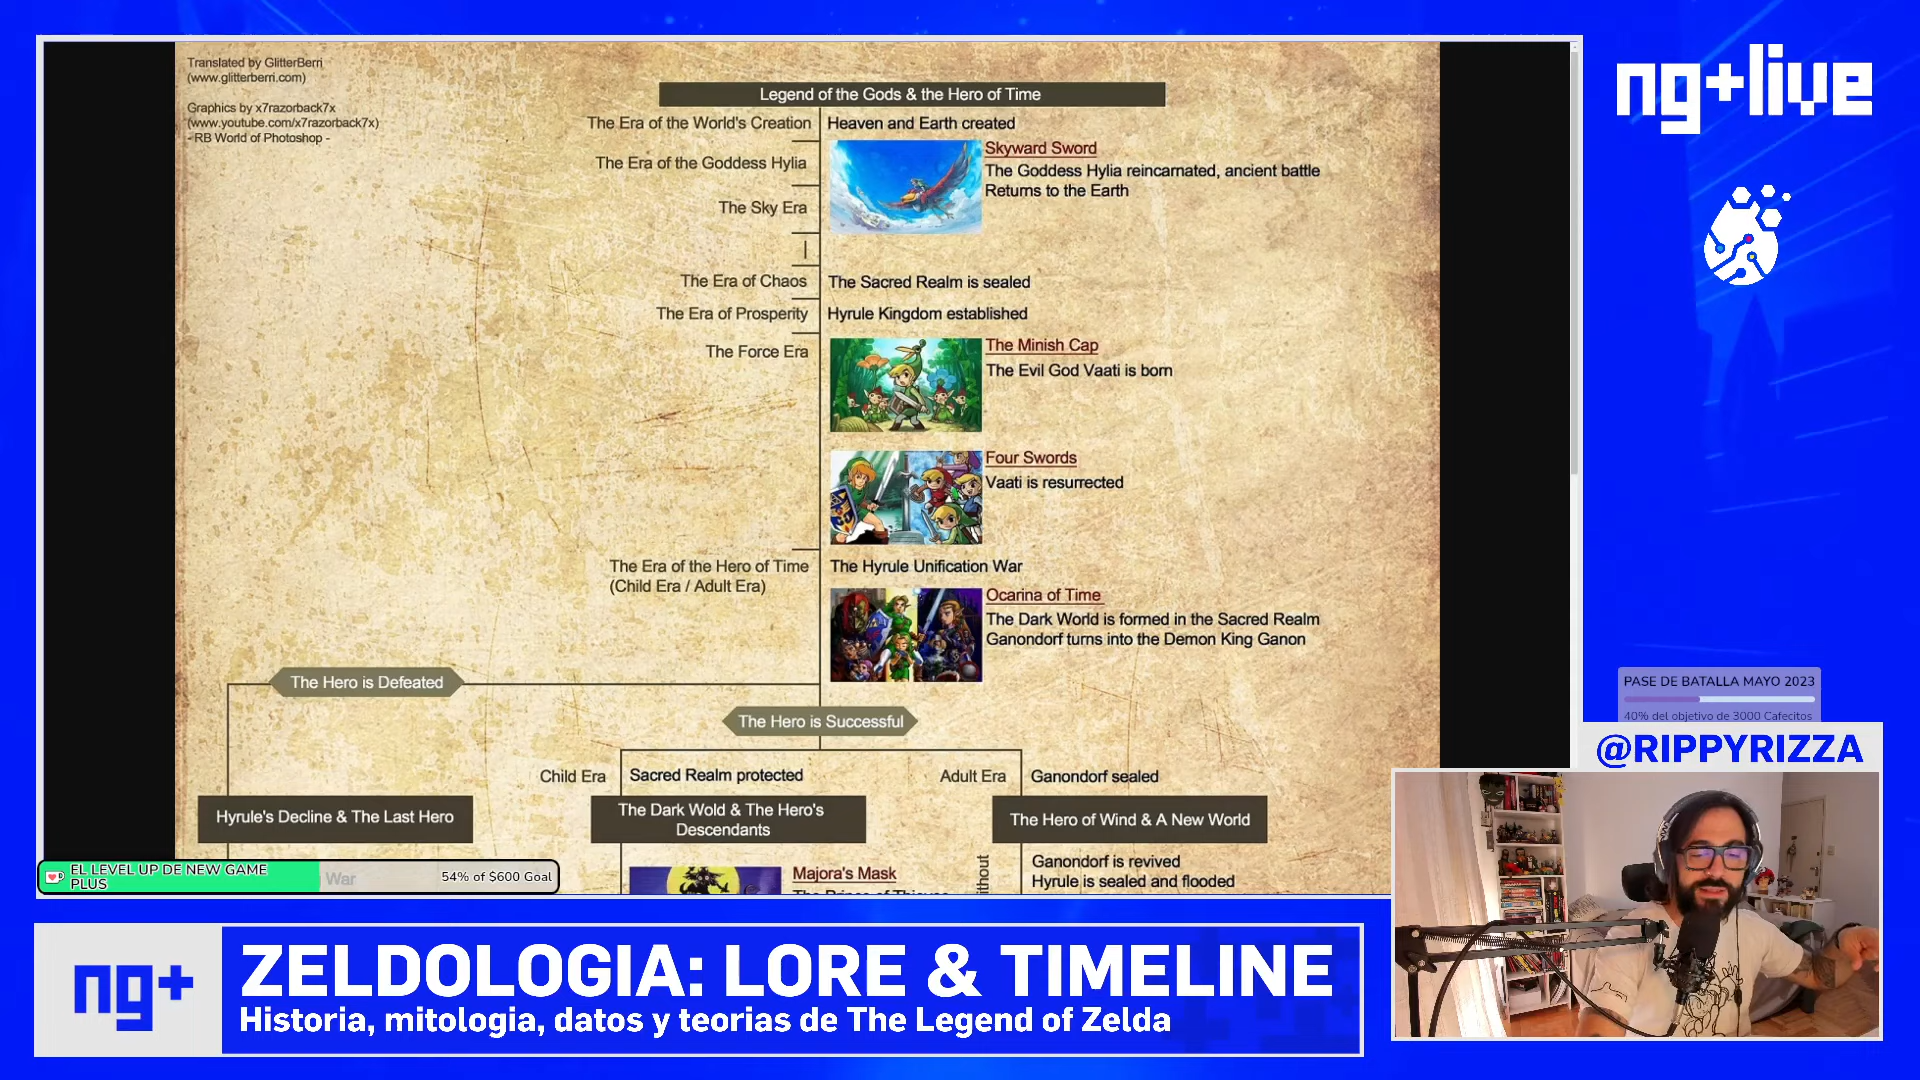 Translated by GlitterBerri
(www.glitterberri.com)
Graphics by x7razorback7x
(www.youtube.com/x7razorback7x)
- RB World of Photoshop -
Legend of the Gods & the Hero of Time
The Era of the World's Creation
Heaven and Earth created
The Era of the Goddess Hylia
Skyward Sword
The Goddess Hylia reincarnated, ancient battle
Returns to the Earth
The Sky Era
The Era of Chaos
The Sacred Realm is sealed
The Era of Prosperity
Hyrule Kingdom established
The Force Era
The Minish Cap
The Evil God Vaati is born
Four Swords
Vaati is resurrected
The Era of the Hero of Time
(Child Era / Adult Era)
The Hyrule Unification War
Ocarina of Time
The Dark World is formed in the Sacred Realm
Ganondorf turns into the Demon King Ganon
The Hero is Defeated
The Hero is Successful
Child Era
Sacred Realm protected
Adult Era
Ganondorf sealed
Hyrule's Decline & The Last Hero
The Dark Wold & The Hero's
Descendants
The Hero of Wind & A New World
Majora's Mask
Ganondorf is revived
Hyrule is sealed and flooded
War
EL LEVEL UP DE NEW GAME
PLUS
54% of $600 Goal
ng+live
PASE DE BATALLA MAYO 2023
40% del objetivo de 3000 Cafecitos
@RIPPYRIZZA
ng+
ZELDOLOGIA: LORE & TIMELINE
Historia, mitologia, datos y teorias de The Legend of Zelda